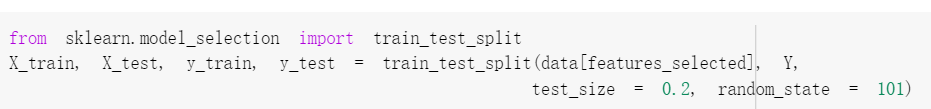 from sklearn.model_selection import train_test_split
X_train, X_test, y_train, y_test = train_test_split(data[features_selected], Y,
test_size = 0.2, random_state = 101)